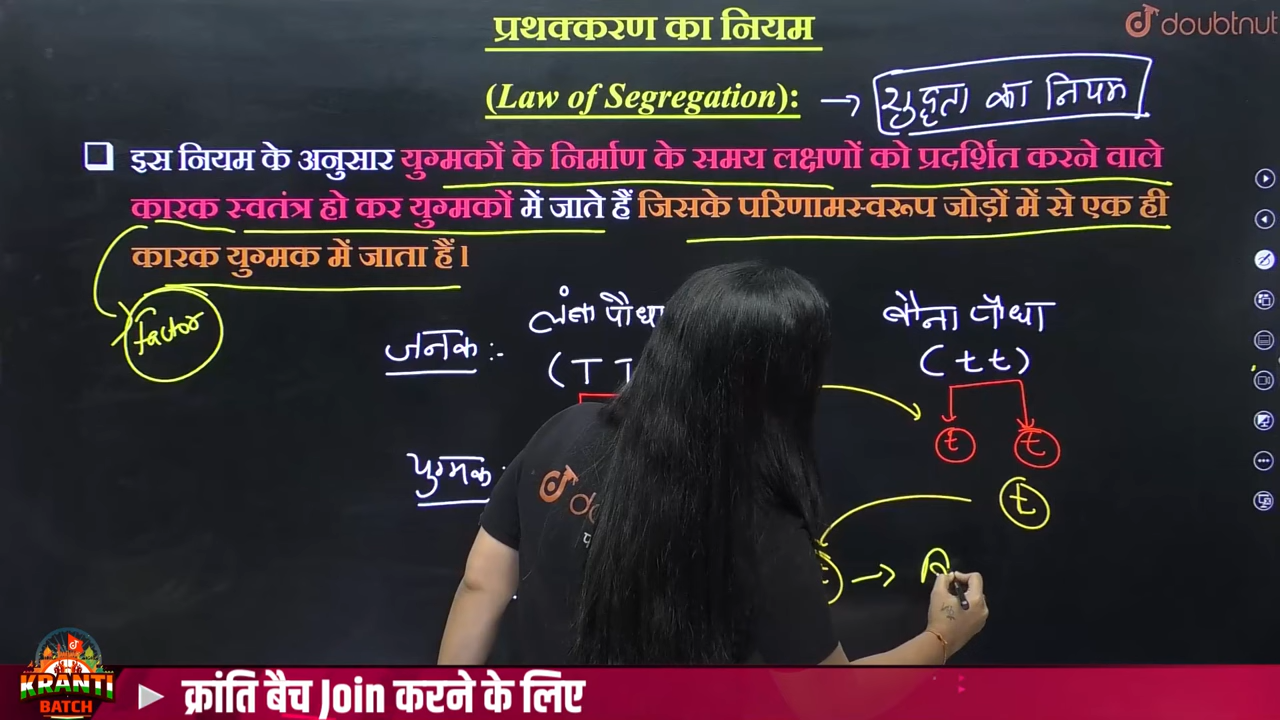 प्रथक्करण का नियम
doubtnut
(Law of Segregation): → शुद्धता का नियम
❑ इस नियम के अनुसार युग्मकों के निर्माण के समय लक्षणों को प्रदर्शित करने वाले
कारक स्वतंत्र हो कर युग्मकों में जाते हैं जिसके परिणामस्वरूप जोड़ों में से एक ही
कारक युग्मक में जाता हैं।
Factor
लंबा पौधा बौना पौधा
जनक :- (T T (t t)
t t
युग्मक :
t
t →
KRANTI
BATCH
क्रांति बैच Join करने के लिए